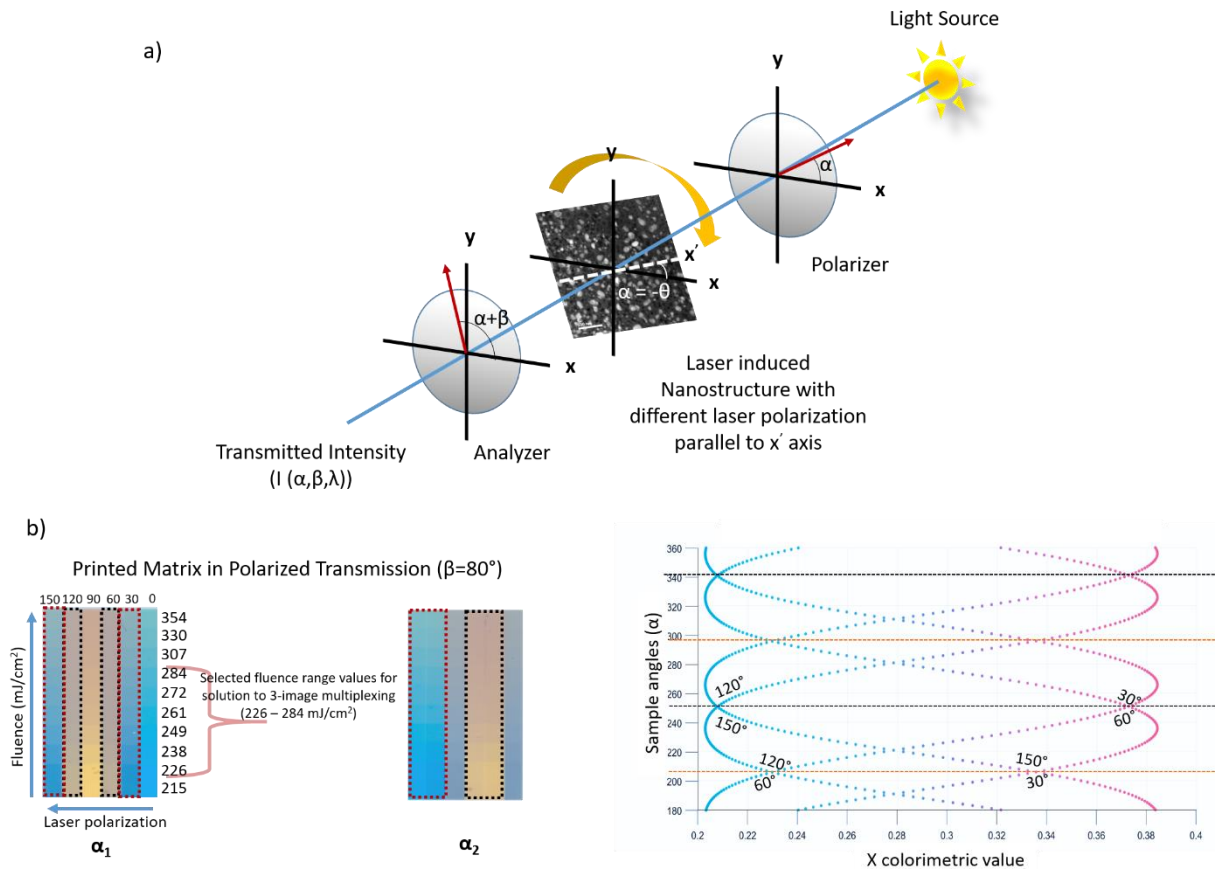 a)
Light Source
y
α
x
Polarizer
y
x′
x
α = -θ
Laser induced
Nanostructure with
different laser polarization
parallel to x′ axis
y
α+β
x
Analyzer
Transmitted Intensity
(I (α,β,λ))
b)
Printed Matrix in Polarized Transmission (β=80°)
150 120 90 60 30 0
354
330
307
284
272
261
249
238
226
215
Fluence (mJ/cm²)
Selected fluence range values for
solution to 3-image multiplexing
(226 – 284 mJ/cm²)
Laser polarization
α₁
α₂
Sample angles (α)
360
340
320
300
280
260
240
220
200
180
120°
150°
30°
60°
120°
60°
150°
30°
0.2 0.22 0.24 0.26 0.28 0.3 0.32 0.34 0.36 0.38 0.4
X colorimetric value